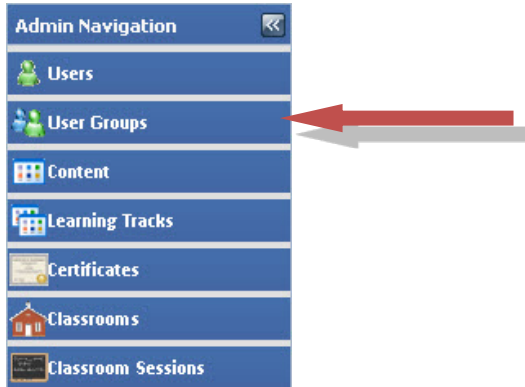 Admin Navigation
Users
User Groups
Content
Learning Tracks
Certificates
Classrooms
Classroom Sessions